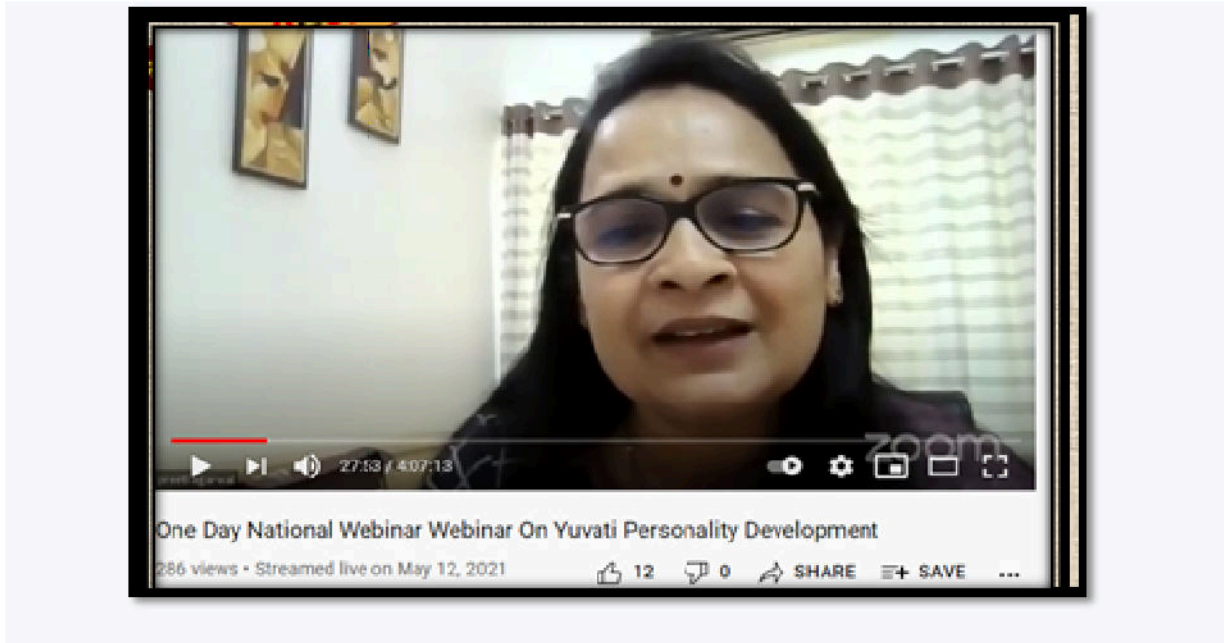 zoom
27:53 / 4:07:13
One Day National Webinar Webinar On Yuvati Personality Development
286 views • Streamed live on May 12, 2021
12
0
SHARE
SAVE